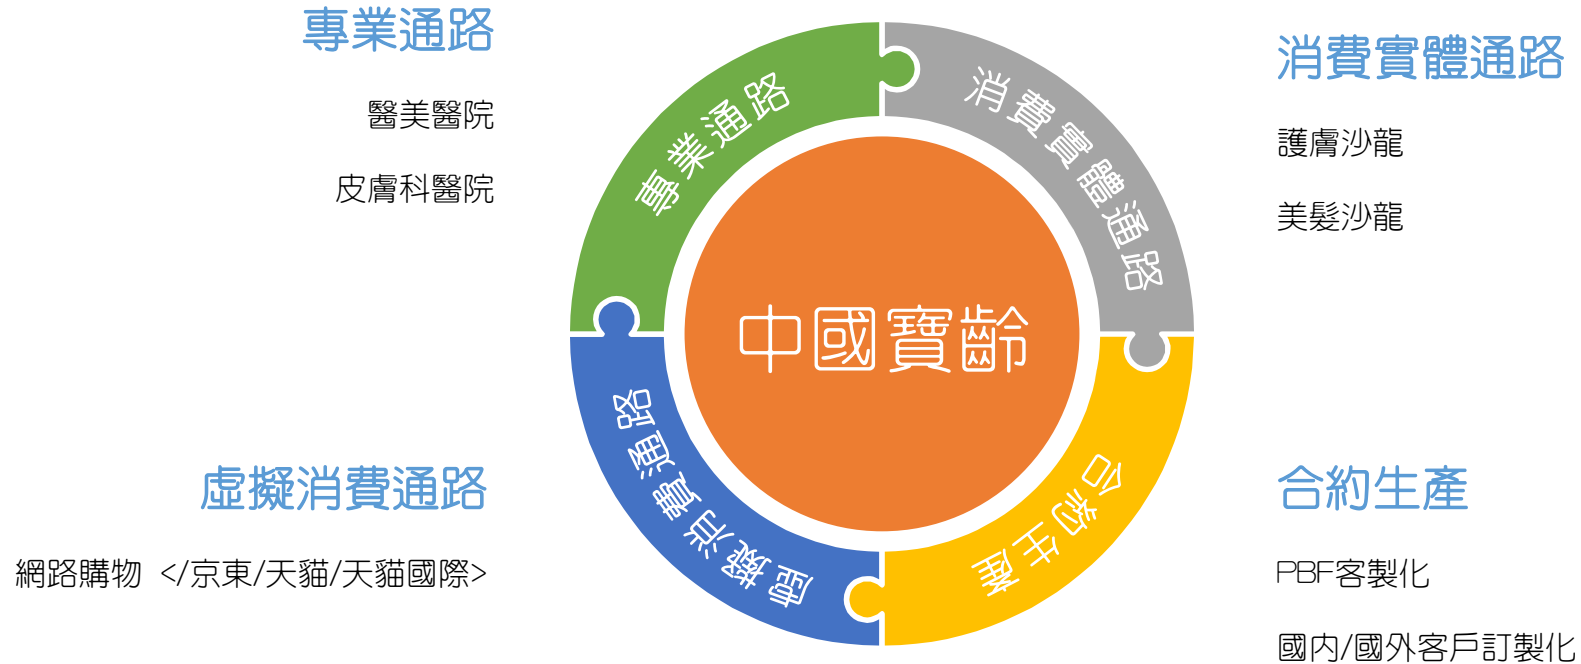 專業通路
醫美醫院
皮膚科醫院
消費實體通路
護膚沙龍
美髮沙龍
專業通路
消費實體通路
中國寶齡
虛擬消費通路
合約生產
虛擬消費通路
網路購物 </京東/天貓/天貓國際>
合約生產
PBF客製化
國内/國外客戶訂製化